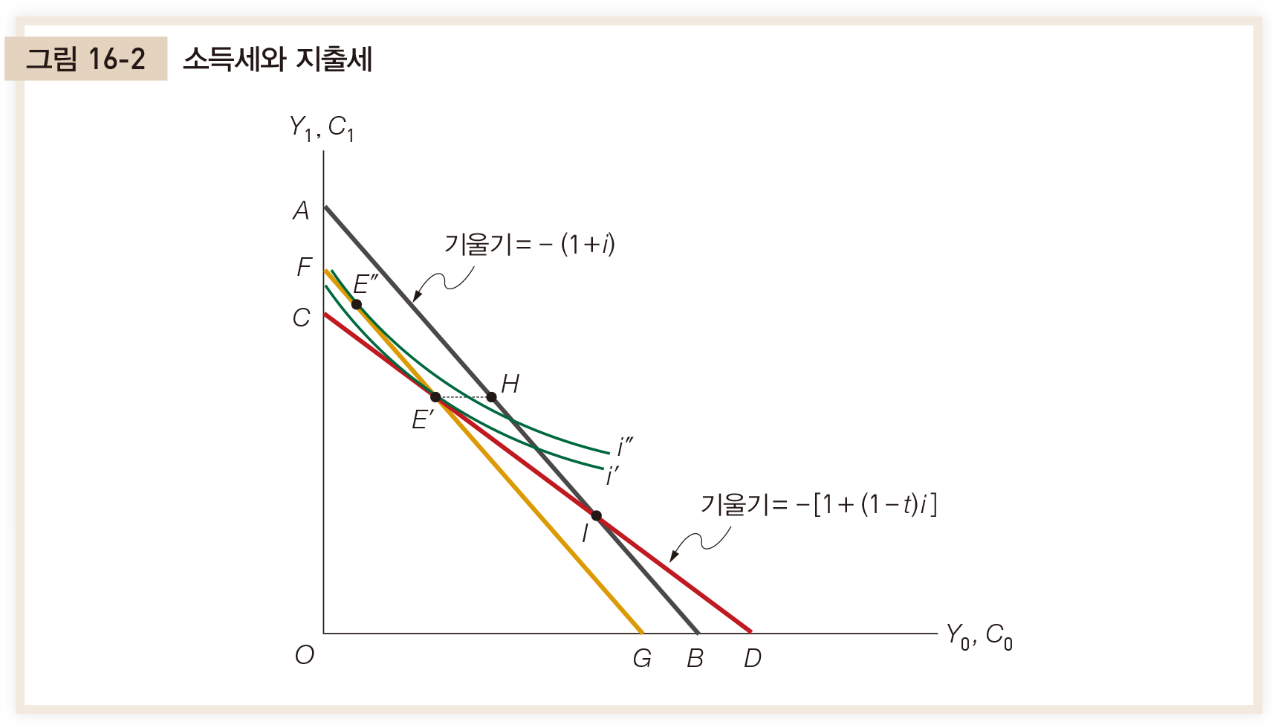 그림 16-2 소득세와 지출세
Y₁, C₁
A
기울기 = - (1+i)
F
E″
C
H
E′
i″
i′
기울기 = -[1+(1-t)i]
I
Y₀, C₀
O
G
B
D